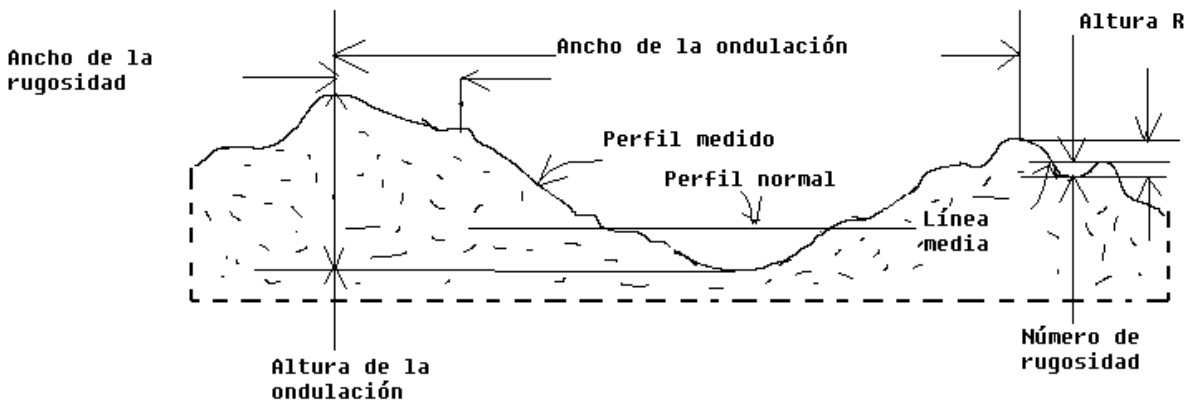 Altura R
Ancho de la ondulación
Ancho de la
rugosidad
Perfil medido
Perfil normal
Línea
media
Número de
rugosidad
Altura de la
ondulación